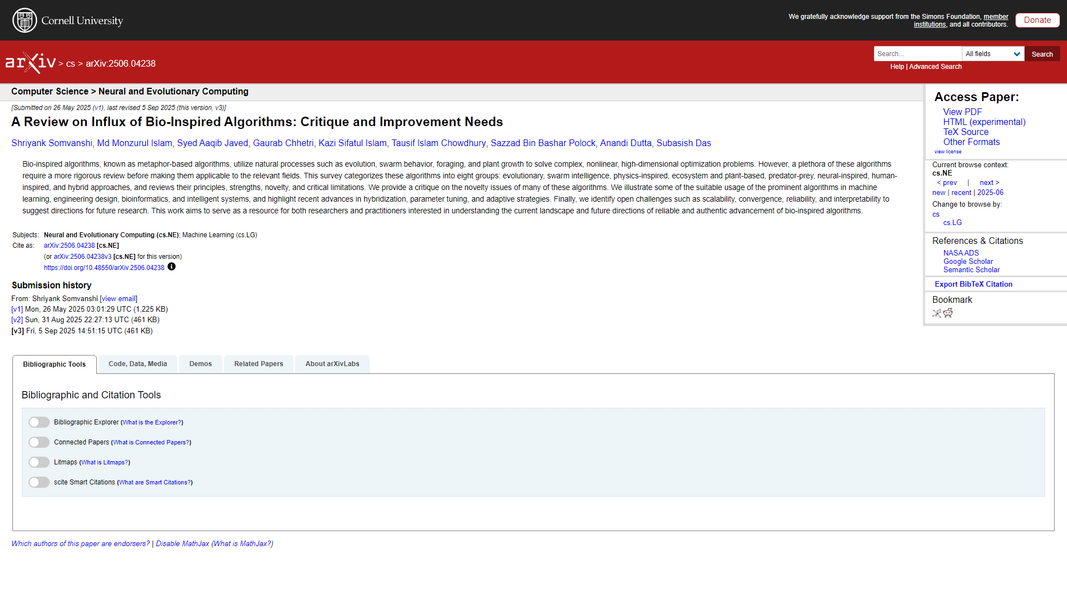 Cornell University
We gratefully acknowledge support from the Simons Foundation, member
institutions, and all contributors.
Donate
arXiv > cs > arXiv:2506.04238
Search...
All fields
Search
Help | Advanced Search
Computer Science > Neural and Evolutionary Computing
[Submitted on 26 May 2025 (v1), last revised 5 Sep 2025 (this version, v3)]
A Review on Influx of Bio-Inspired Algorithms: Critique and Improvement Needs
Shriyank Somvanshi, Md Monzurul Islam, Syed Aaqib Javed, Gaurab Chhetri, Kazi Sifatul Islam, Tausif Islam Chowdhury, Sazzad Bin Bashar Polock, Anandi Dutta, Subasish Das
Bio-inspired algorithms, known as metaphor-based algorithms, utilize natural processes such as evolution, swarm behavior, foraging, and plant growth to solve complex, nonlinear, high-dimensional optimization problems. However, a plethora of these algorithms
require a more rigorous review before making them applicable to the relevant fields. This survey categorizes these algorithms into eight groups: evolutionary, swarm intelligence, physics-inspired, ecosystem and plant-based, predator-prey, neural-inspired, human-
inspired, and hybrid approaches, and reviews their principles, strengths, novelty, and critical limitations. We provide a critique on the novelty issues of many of these algorithms. We illustrate some of the suitable usage of the prominent algorithms in machine
learning, engineering design, bioinformatics, and intelligent systems, and highlight recent advances in hybridization, parameter tuning, and adaptive strategies. Finally, we identify open challenges such as scalability, convergence, reliability, and interpretability to
suggest directions for future research. This work aims to serve as a resource for both researchers and practitioners interested in understanding the current landscape and future directions of reliable and authentic advancement of bio-inspired algorithms.
Subjects: Neural and Evolutionary Computing (cs.NE); Machine Learning (cs.LG)
Cite as: arXiv:2506.04238 [cs.NE]
(or arXiv:2506.04238v3 [cs.NE] for this version)
https://doi.org/10.48550/arXiv.2506.04238
Submission history
From: Shriyank Somvanshi [view email]
[v1] Mon, 26 May 2025 03:01:29 UTC (1,225 KB)
[v2] Sun, 31 Aug 2025 22:27:13 UTC (461 KB)
[v3] Fri, 5 Sep 2025 14:51:15 UTC (461 KB)
Access Paper:
View PDF
HTML (experimental)
TeX Source
Other Formats
view license
Current browse context:
cs.NE
< prev | next >
new | recent | 2025-06
Change to browse by:
cs
cs.LG
References & Citations
NASA ADS
Google Scholar
Semantic Scholar
Export BibTeX Citation
Bookmark
Bibliographic Tools
Code, Data, Media
Demos
Related Papers
About arXivLabs
Bibliographic and Citation Tools
Bibliographic Explorer (What is the Explorer?)
Connected Papers (What is Connected Papers?)
Litmaps (What is Litmaps?)
scite Smart Citations (What are Smart Citations?)
Which authors of this paper are endorsers? | Disable MathJax (What is MathJax?)